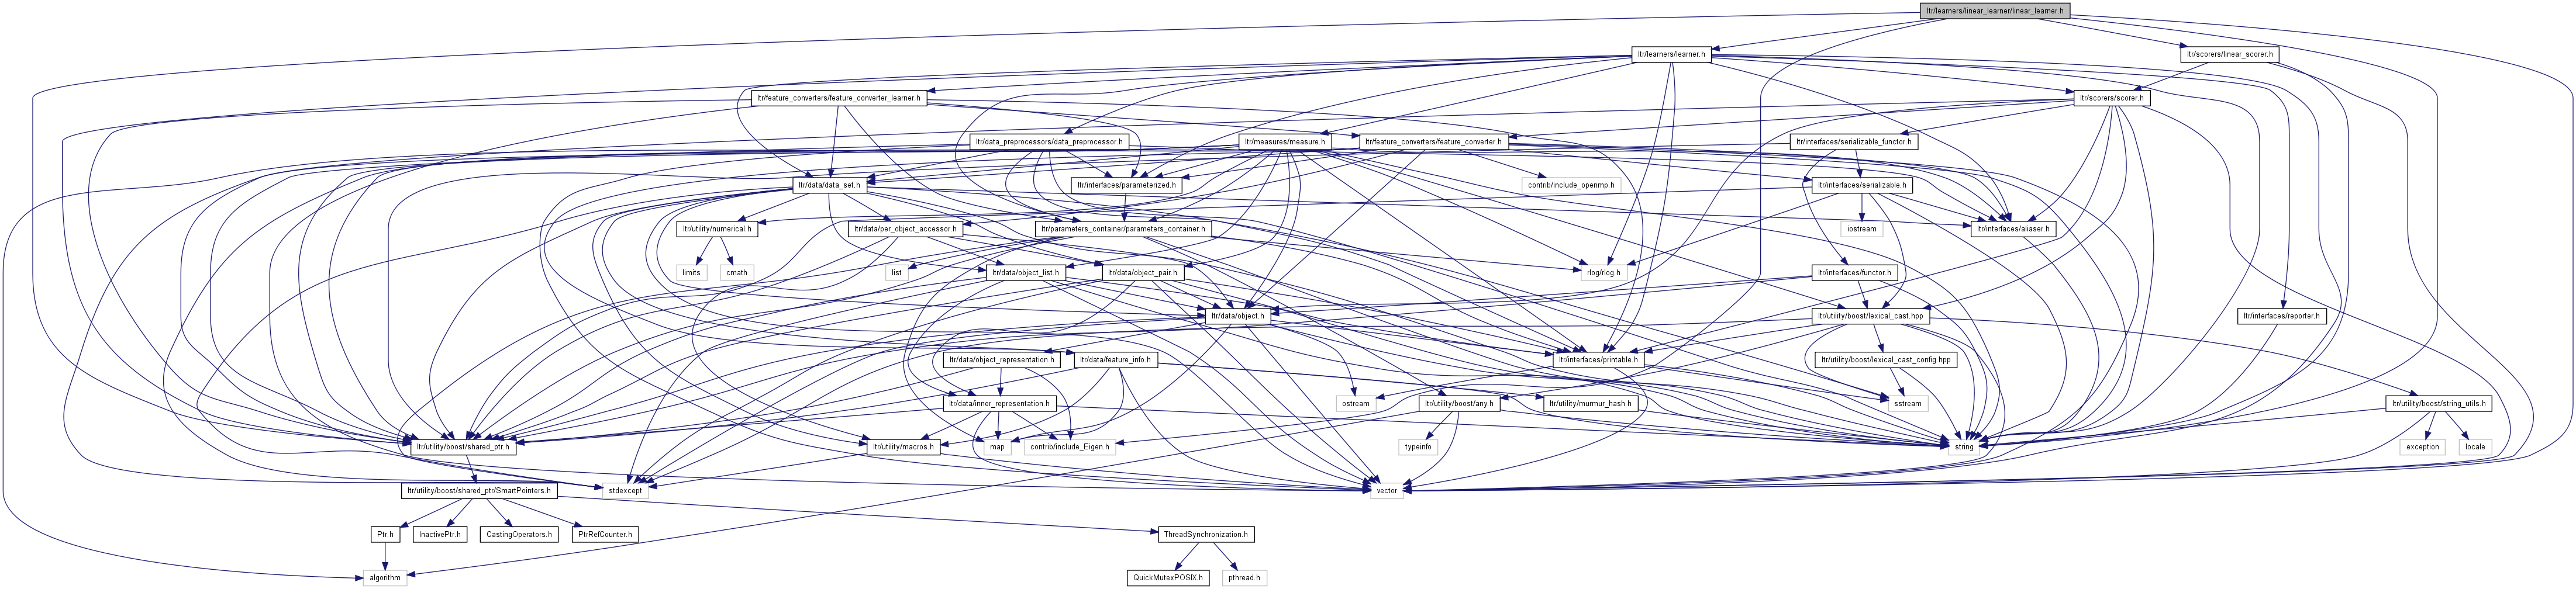 ltr/learners/linear_learner/linear_learner.h
ltr/learners/learner.h
ltr/scorers/linear_scorer.h
ltr/feature_converters/feature_converter_learner.h
ltr/scorers/scorer.h
ltr/data_preprocessors/data_preprocessor.h
ltr/measures/measure.h
ltr/feature_converters/feature_converter.h
ltr/interfaces/serializable_functor.h
ltr/data/data_set.h
ltr/interfaces/parameterized.h
contrib/include_openmp.h
ltr/interfaces/serializable.h
ltr/utility/numerical.h
ltr/data/per_object_accessor.h
ltr/parameters_container/parameters_container.h
iostream
ltr/interfaces/aliaser.h
limits
cmath
list
ltr/data/object_list.h
ltr/data/object_pair.h
rlog/rlog.h
ltr/interfaces/functor.h
ltr/data/object.h
ltr/utility/boost/lexical_cast.hpp
ltr/interfaces/reporter.h
ltr/data/object_representation.h
ltr/data/feature_info.h
ltr/interfaces/printable.h
ltr/utility/boost/lexical_cast_config.hpp
ltr/data/inner_representation.h
ostream
ltr/utility/boost/any.h
ltr/utility/murmur_hash.h
sstream
ltr/utility/boost/string_utils.h
ltr/utility/boost/shared_ptr.h
ltr/utility/macros.h
map
contrib/include_Eigen.h
typeinfo
string
exception
locale
ltr/utility/boost/shared_ptr/SmartPointers.h
stdexcept
vector
Ptr.h
InactivePtr.h
CastingOperators.h
PtrRefCounter.h
ThreadSynchronization.h
algorithm
QuickMutexPOSIX.h
pthread.h